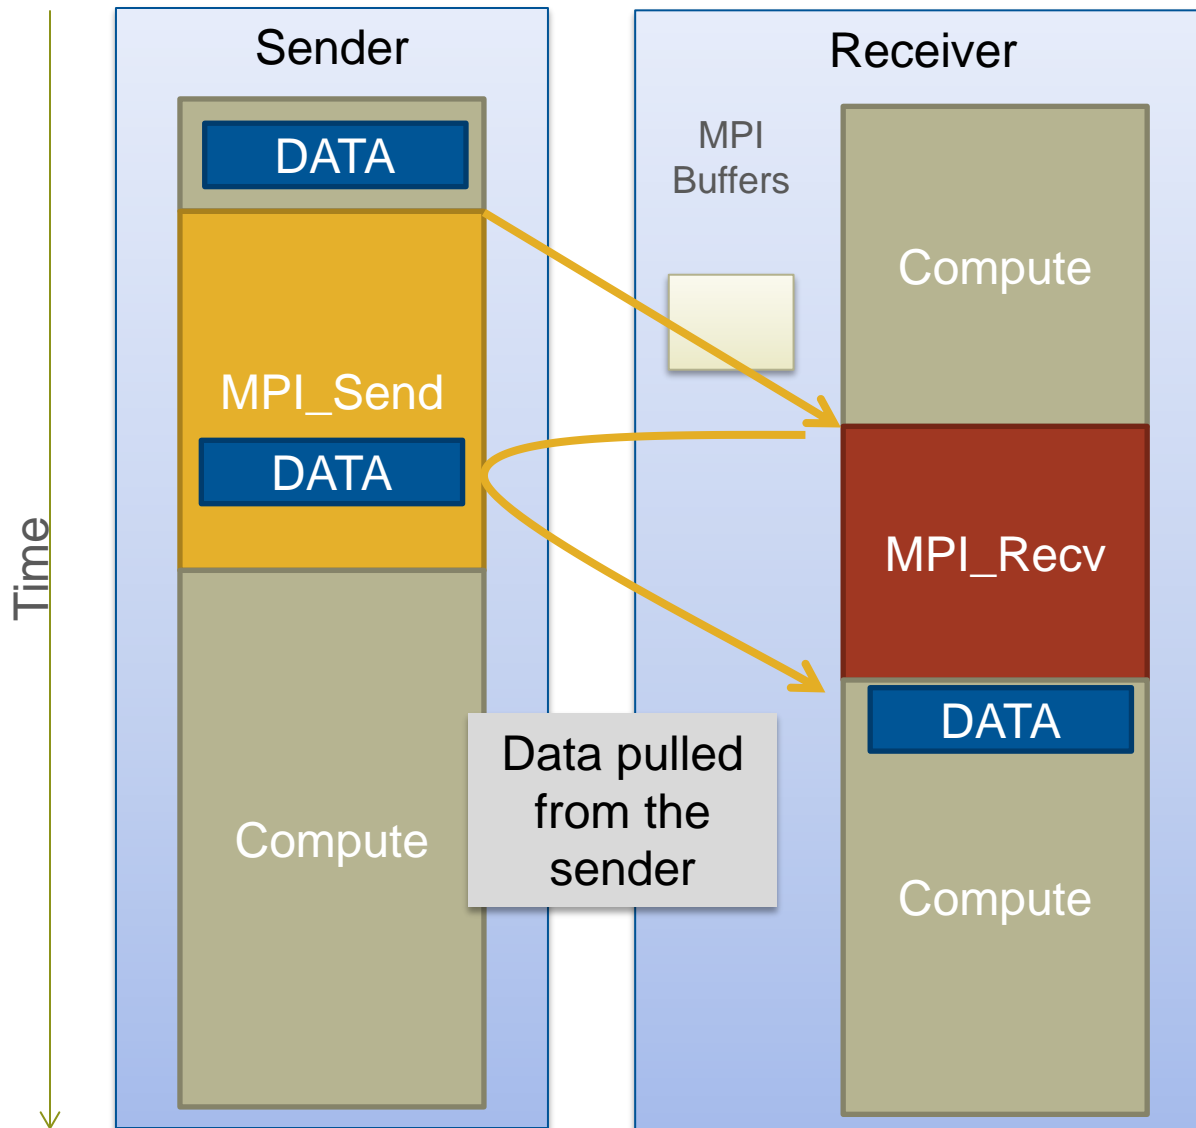 Time
Sender
DATA
MPI_Send
DATA
Compute
Data pulled
from the
sender
Receiver
MPI
Buffers
Compute
MPI_Recv
DATA
Compute